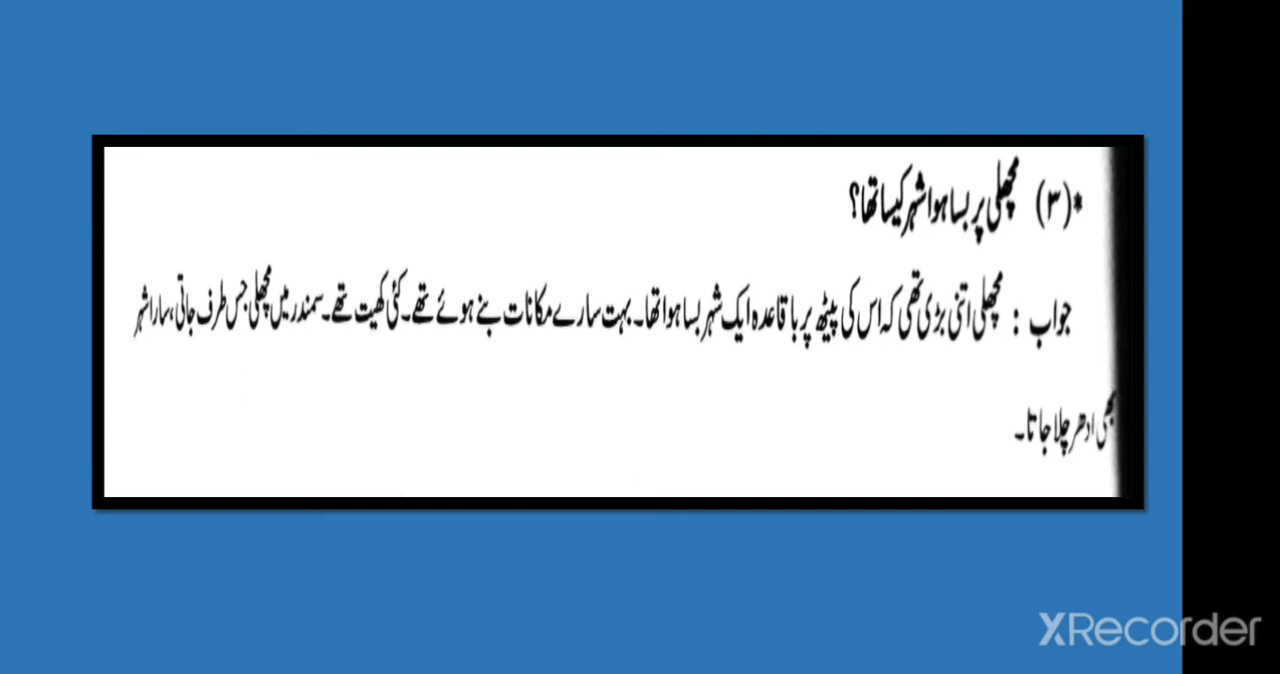 *(۳) مچھلی پر بسا ہوا شہر کیسا تھا؟
جواب : مچھلی اتنی بڑی تھی کہ اس کی پیٹھ پر باقاعدہ ایک شہر بسا ہوا تھا۔ بہت سارے مکانات بنے ہوئے تھے۔ کئی کھیت تھے۔ سمندر میں مچھلی جس طرف جاتی، سارا شہر
بھی ادھر چلا جاتا۔
XRecorder